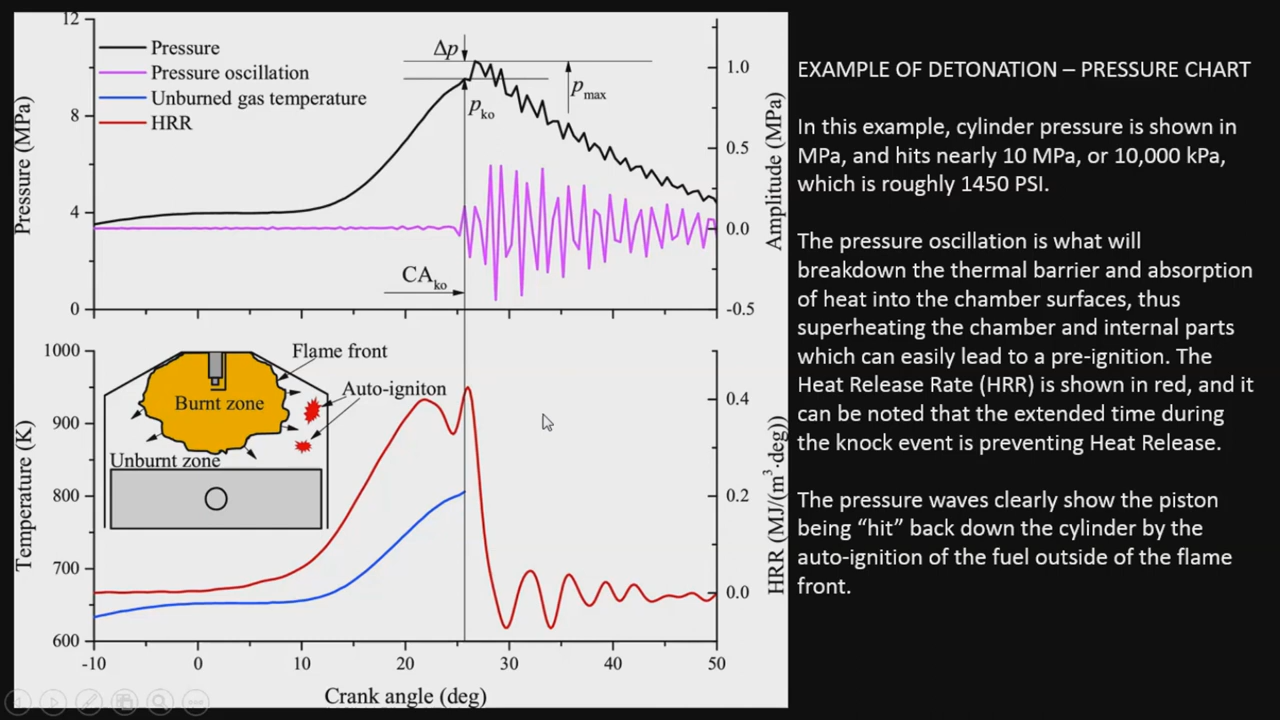 12
8
4
0
Pressure (MPa)
Pressure
Pressure oscillation
Unburned gas temperature
HRR
Δp
pko
pmax
CAko
1.0
0.5
0.0
-0.5
Amplitude (MPa)
1000
900
800
700
600
Temperature (K)
Flame front
Auto-igniton
Burnt zone
Unburnt zone
0.4
0.2
0.0
HRR (MJ/(m³·deg))
-10 0 10 20 30 40 50
Crank angle (deg)
EXAMPLE OF DETONATION – PRESSURE CHART
In this example, cylinder pressure is shown in
MPa, and hits nearly 10 MPa, or 10,000 kPa,
which is roughly 1450 PSI.
The pressure oscillation is what will
breakdown the thermal barrier and absorption
of heat into the chamber surfaces, thus
superheating the chamber and internal parts
which can easily lead to a pre-ignition. The
Heat Release Rate (HRR) is shown in red, and it
can be noted that the extended time during
the knock event is preventing Heat Release.
The pressure waves clearly show the piston
being “hit” back down the cylinder by the
auto-ignition of the fuel outside of the flame
front.